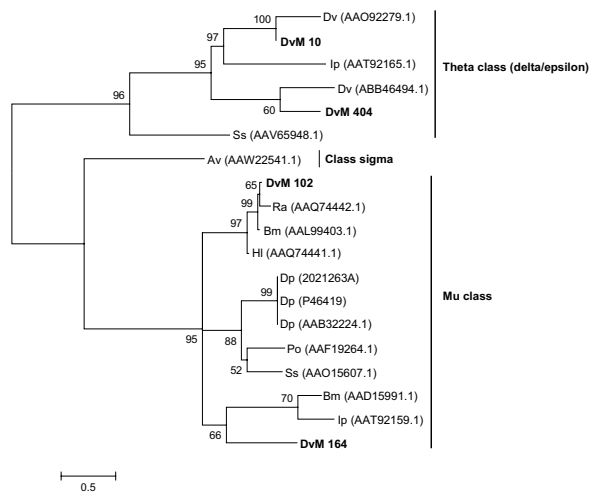 100
Dv (AAO92279.1)
97
DvM 10
95
Ip (AAT92165.1)
Theta class (delta/epsilon)
96
Dv (ABB46494.1)
60
DvM 404
Ss (AAV65948.1)
Av (AAW22541.1)
Class sigma
65
DvM 102
99
Ra (AAQ74442.1)
97
Bm (AAL99403.1)
Hl (AAQ74441.1)
Dp (2021263A)
99
Dp (P46419)
Mu class
Dp (AAB32224.1)
95
88
Po (AAF19264.1)
52
Ss (AAO15607.1)
70
Bm (AAD15991.1)
Ip (AAT92159.1)
66
DvM 164
0.5